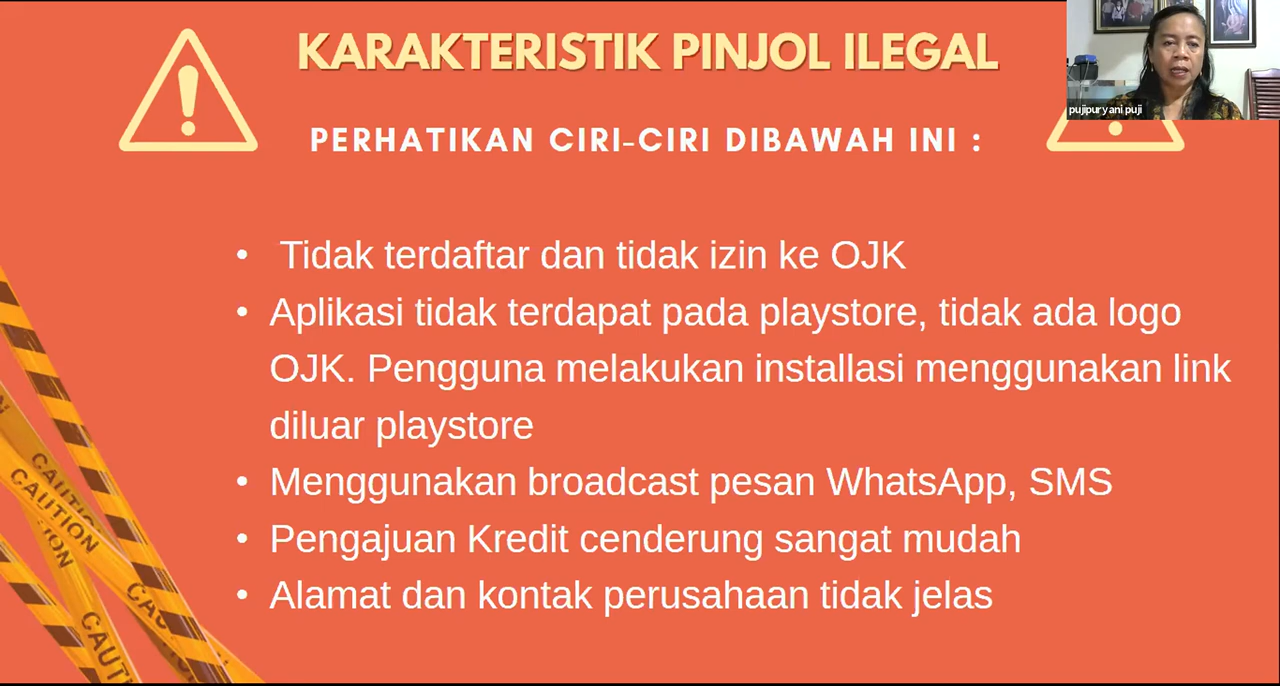 KARAKTERISTIK PINJOL ILEGAL
pujipuryani puji
PERHATIKAN CIRI-CIRI DIBAWAH INI :
• Tidak terdaftar dan tidak izin ke OJK
• Aplikasi tidak terdapat pada playstore, tidak ada logo
OJK. Pengguna melakukan installasi menggunakan link
diluar playstore
• Menggunakan broadcast pesan WhatsApp, SMS
• Pengajuan Kredit cenderung sangat mudah
• Alamat dan kontak perusahaan tidak jelas
CAUTION
CAUTION